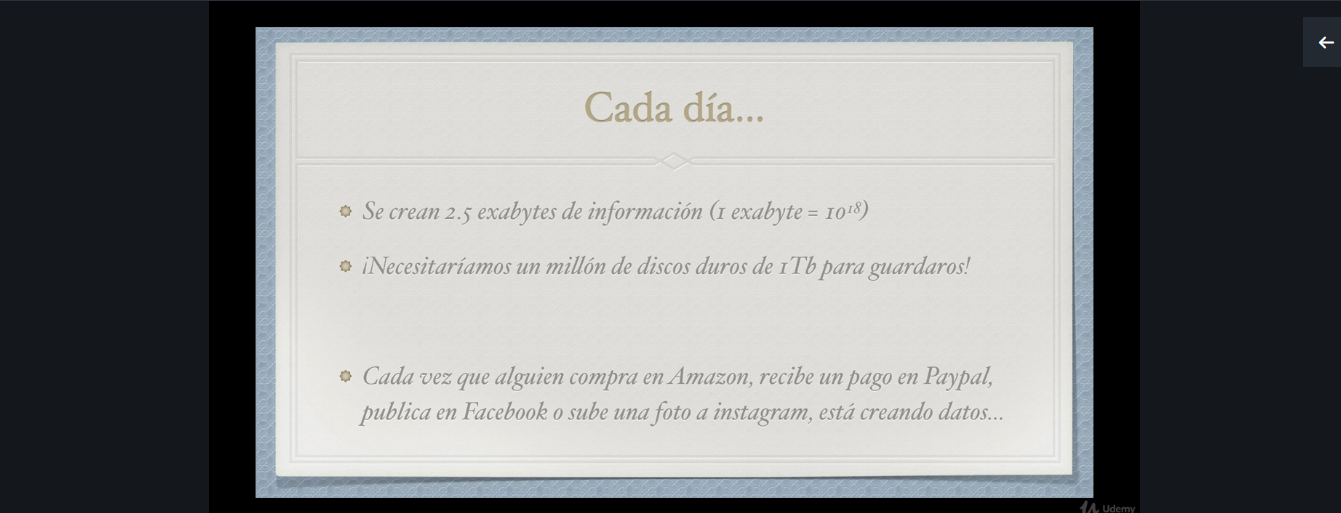 Cada día...
Se crean 2.5 exabytes de información (1 exabyte = 10¹⁸)
¡Necesitaríamos un millón de discos duros de 1Tb para guardaros!
Cada vez que alguien compra en Amazon, recibe un pago en Paypal,
publica en Facebook o sube una foto a instagram, está creando datos...
Udemy